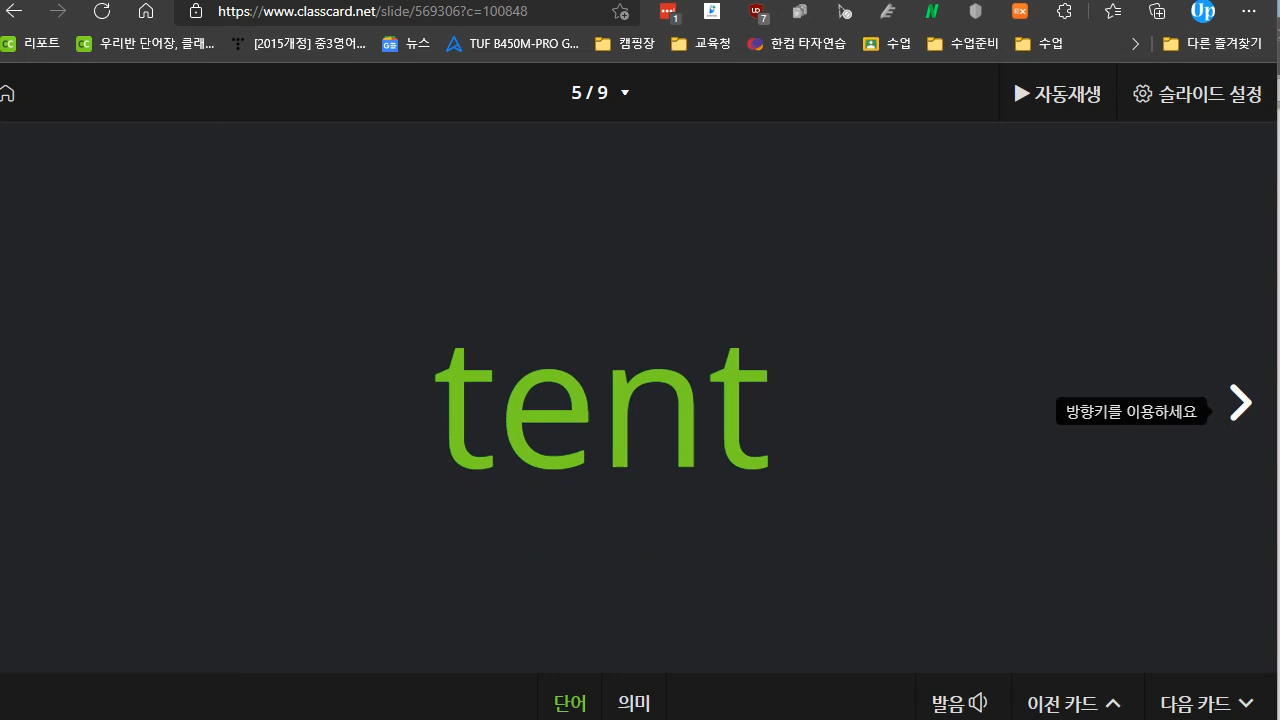 https://www.classcard.net/slide/569306?c=100848
1
7
리포트
우리반 단어장 클래...
[2015개정] 중3영어...
뉴스
TUF B450M-PRO G...
캠핑장
교육청
한컴 타자연습
수업
수업준비
수업
다른 즐겨찾기
5 / 9
자동재생
슬라이드 설정
tent
방향키를 이용하세요
단어
의미
발음
이전 카드
다음 카드